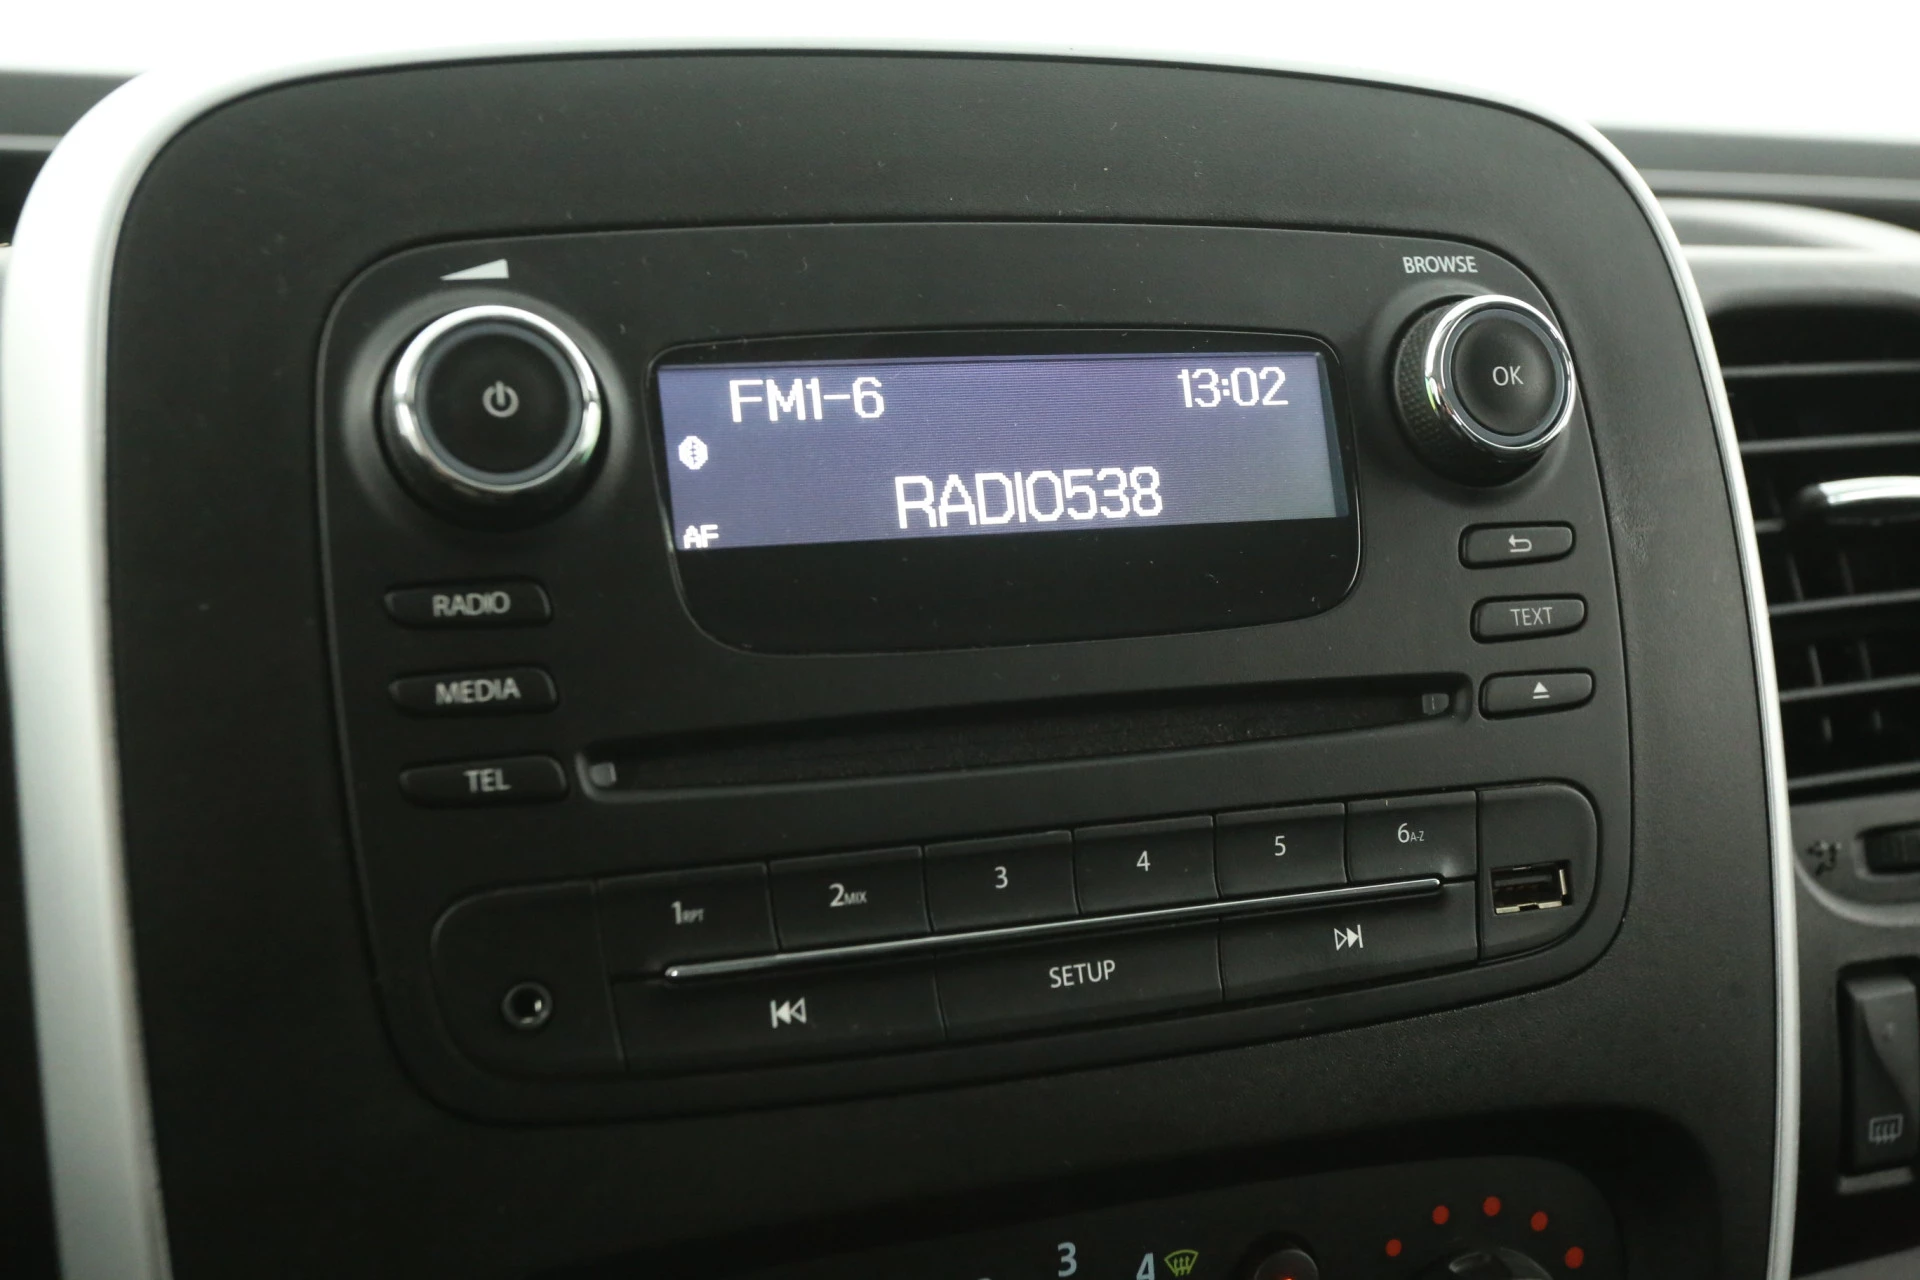 BROWSE
FM1-6 13:02
OK
RADIO538
AF
RADIO
TEXT
MEDIA
TEL
1RPT 2MIX 3 4 5 6A-Z
SETUP
3 4